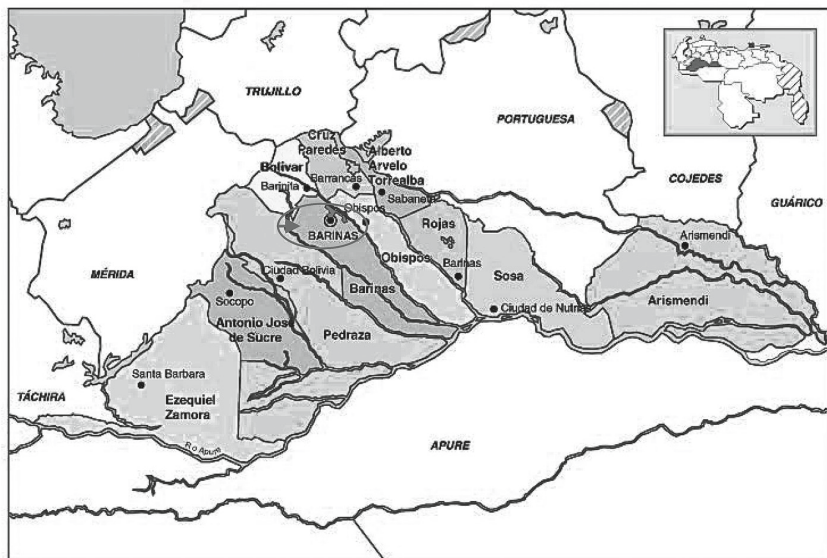 TRUJILLO
PORTUGUESA
COJEDES
GUÁRICO
MÉRIDA
TÁCHIRA
APURE
Cruz
Paredes
Alberto
Arvelo
Torrealba
Bolívar
Barrancas
Barinita
Sabaneta
Obispos
BARINAS
Rojas
Obispos
Barinas
Barinas
Sosa
Ciudad de Nutrias
Arismendi
Arismendi
Ciudad Bolivia
Socopo
Antonio José
de Sucre
Pedraza
Santa Barbara
Ezequiel
Zamora
Río Apure